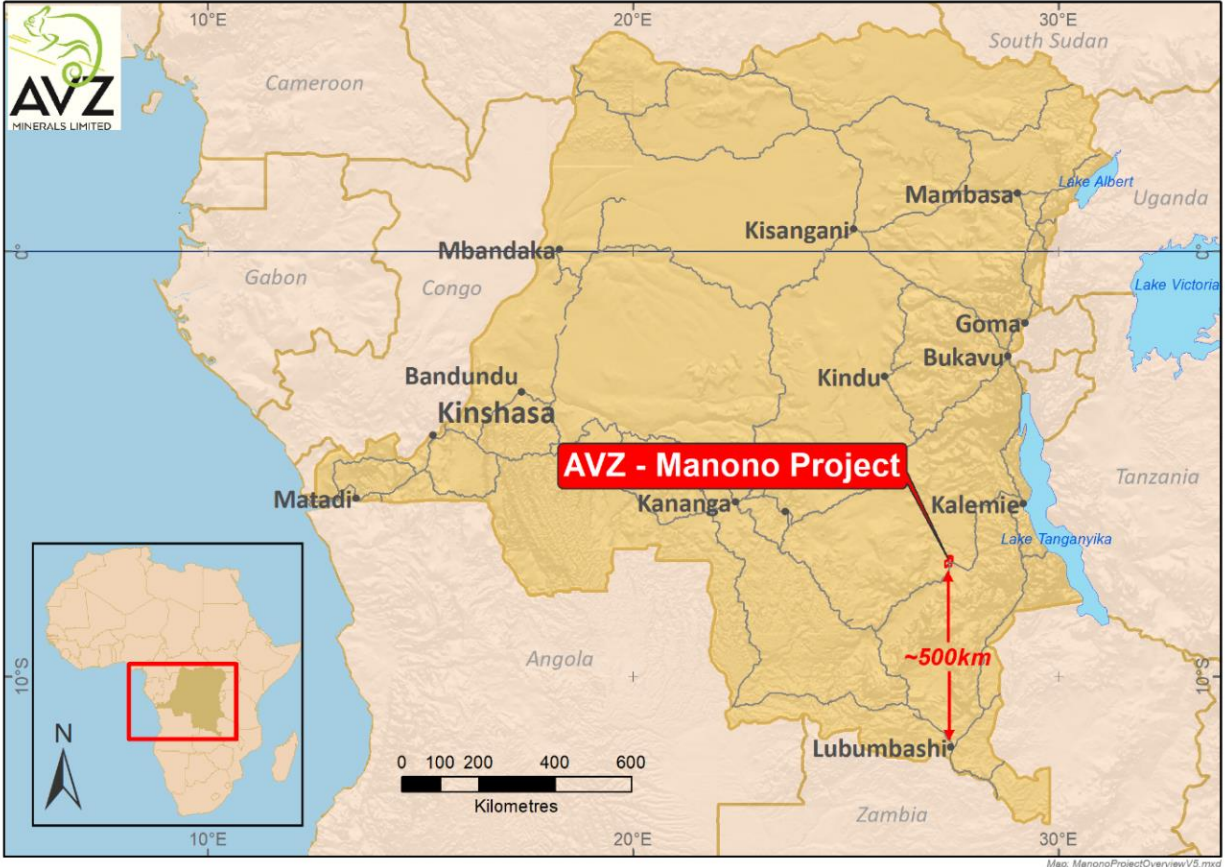 10°E
20°E
30°E
AVZ
MINERALS LIMITED
South Sudan
Cameroon
Lake Albert
Mambasa
Uganda
Kisangani
Mbandaka
0°
0°
Gabon
Congo
Lake Victoria
Goma
Bukavu
Bandundu
Kindu
Kinshasa
AVZ - Manono Project
Tanzania
Matadi
Kananga
Kalemie
Lake Tanganyika
Angola
~500km
10°S
10°S
N
Lubumbashi
0 100 200 400 600
Kilometres
Zambia
10°E
20°E
30°E
Map: ManonoProjectOverviewV5.mxd